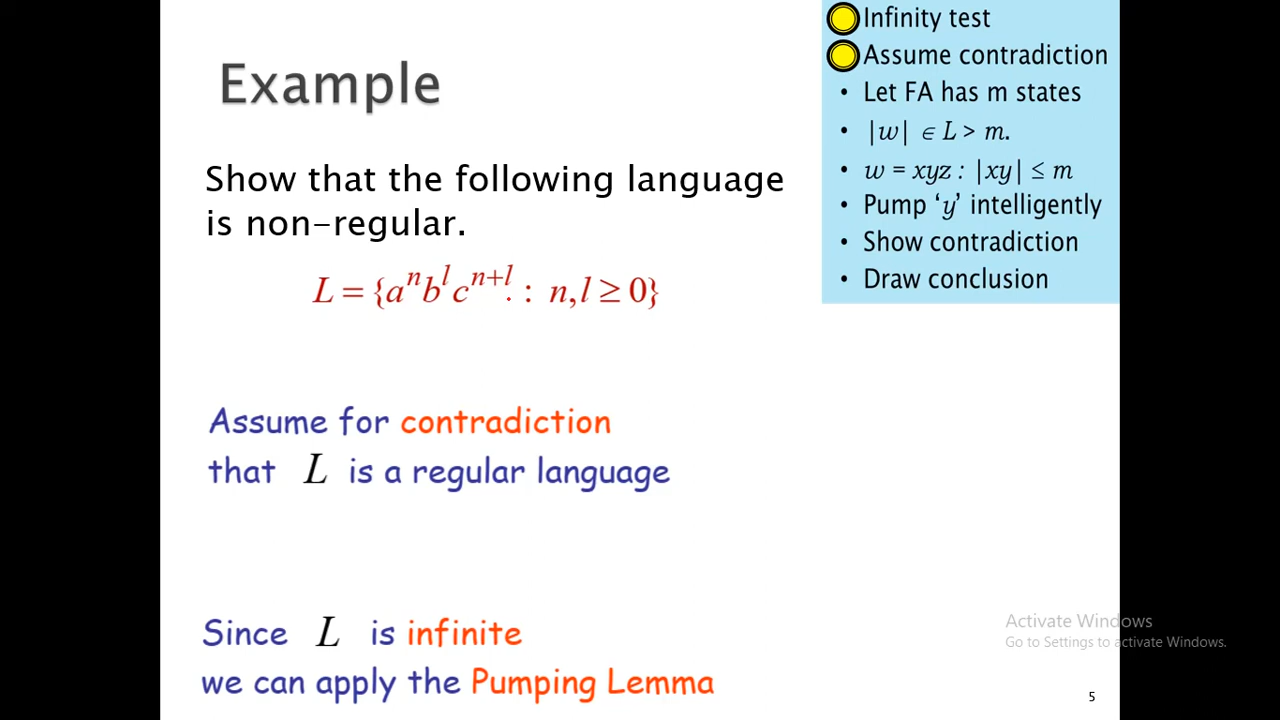 Example
Show that the following language
is non-regular.
L = {aⁿbˡcⁿ⁺ˡ : n, l ≥ 0}
Assume for contradiction
that L is a regular language
Since L is infinite
we can apply the Pumping Lemma
Infinity test
Assume contradiction
• Let FA has m states
• |w| ∈ L > m.
• w = xyz : |xy| ≤ m
• Pump ‘y’ intelligently
• Show contradiction
• Draw conclusion
Activate Windows
Go to Settings to activate Windows.
5